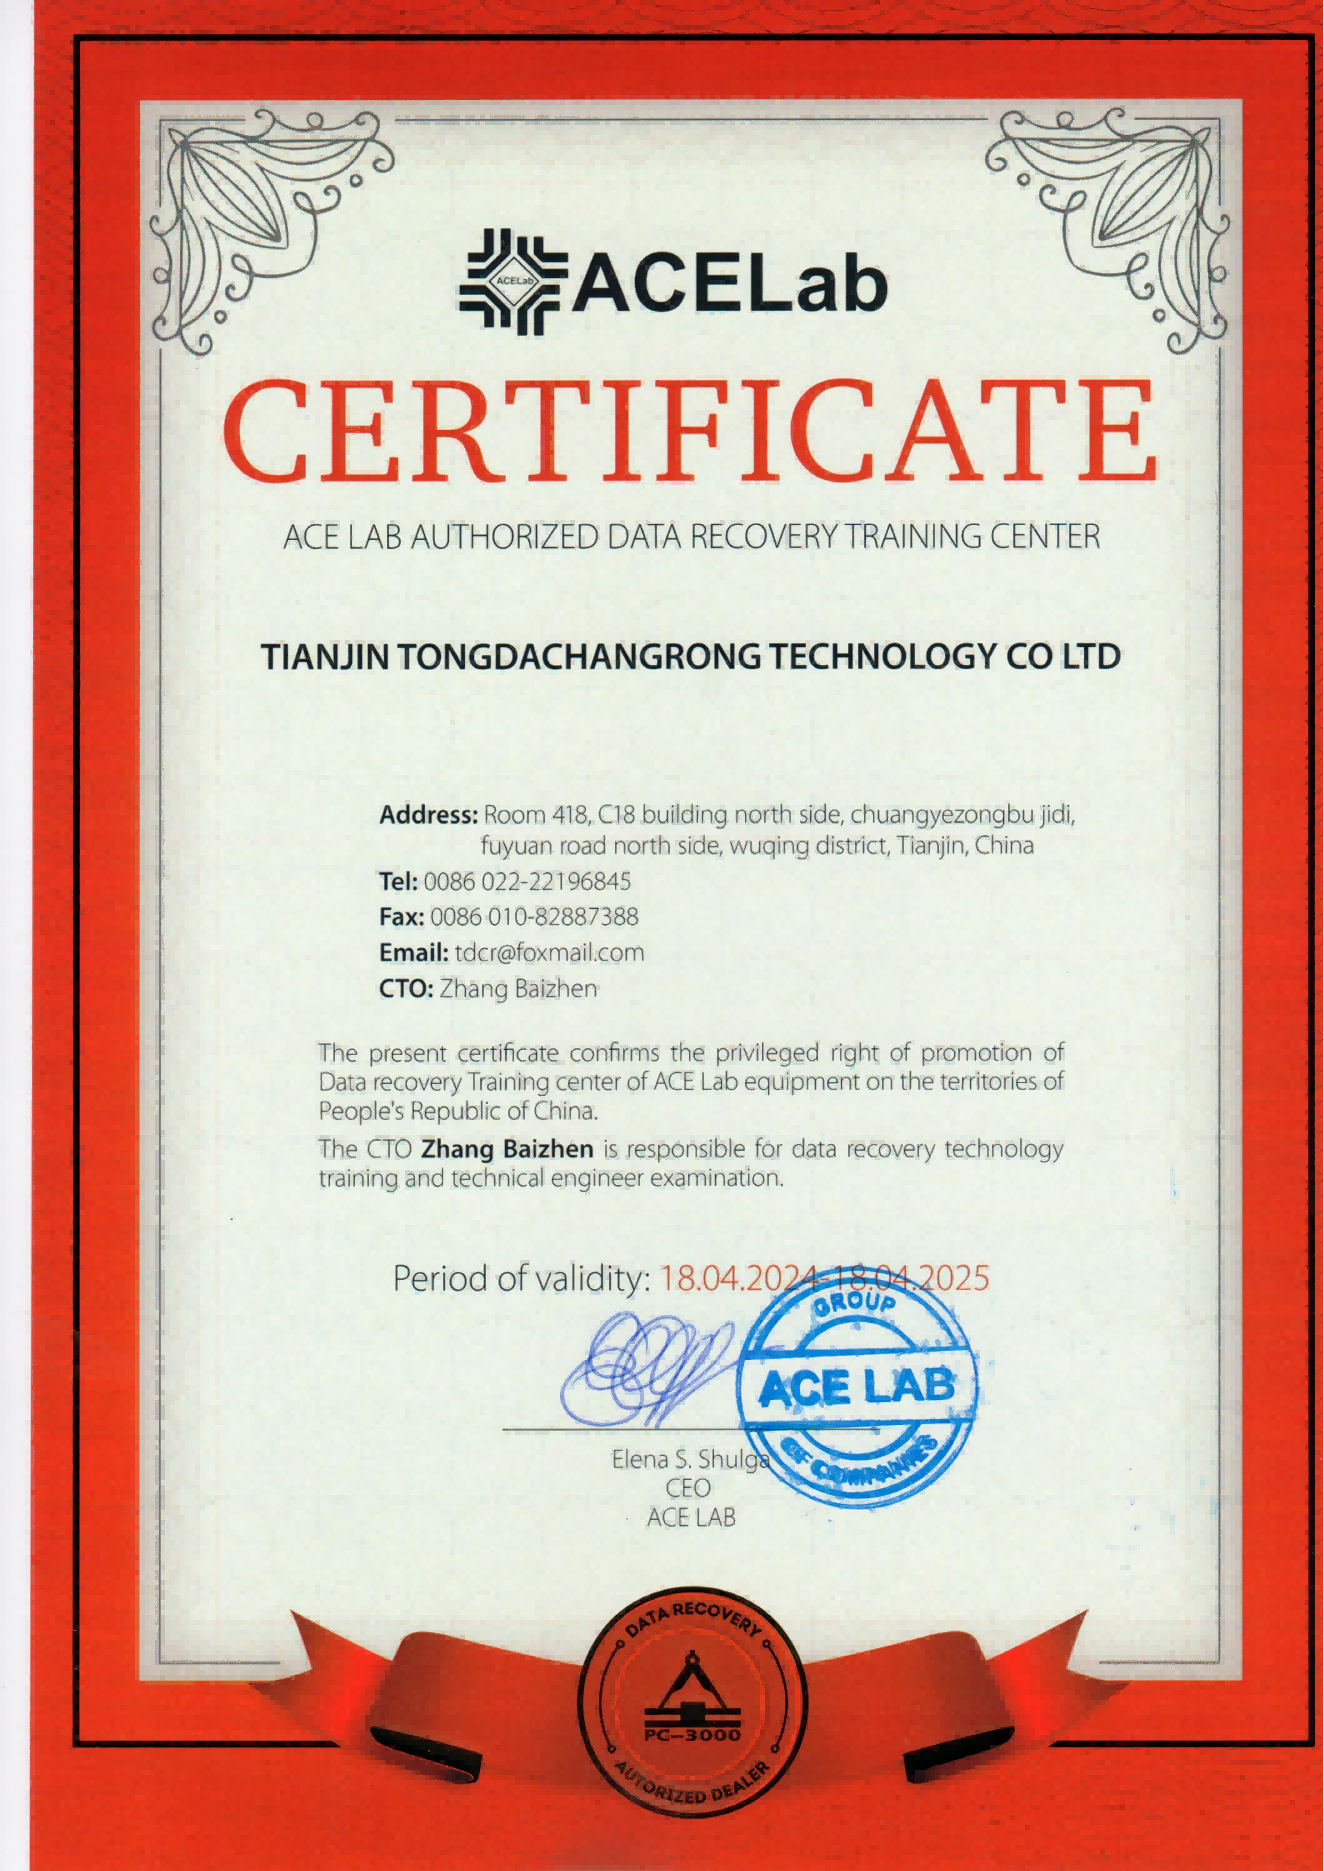 ACELab
ACELab
CERTIFICATE
ACE LAB AUTHORIZED DATA RECOVERY TRAINING CENTER
TIANJIN TONGDACHANGRONG TECHNOLOGY CO LTD
Address: Room 418, C18 building north side, chuangyezongbu jidi,
fuyuan road north side, wuqing district, Tianjin, China
Tel: 0086 022-22196845
Fax: 0086 010-82887388
Email: tdcr@foxmail.com
CTO: Zhang Baizhen
The present certificate confirms the privileged right of promotion of
Data recovery Training center of ACE Lab equipment on the territories of
People's Republic of China.
The CTO Zhang Baizhen is responsible for data recovery technology
training and technical engineer examination.
Period of validity: 18.04.2024-18.04.2025
GROUP
ACE LAB
OF COMPANIES
Elena S. Shulga
CEO
ACE LAB
DATA RECOVERY
PC-3000
AUTORIZED DEALER